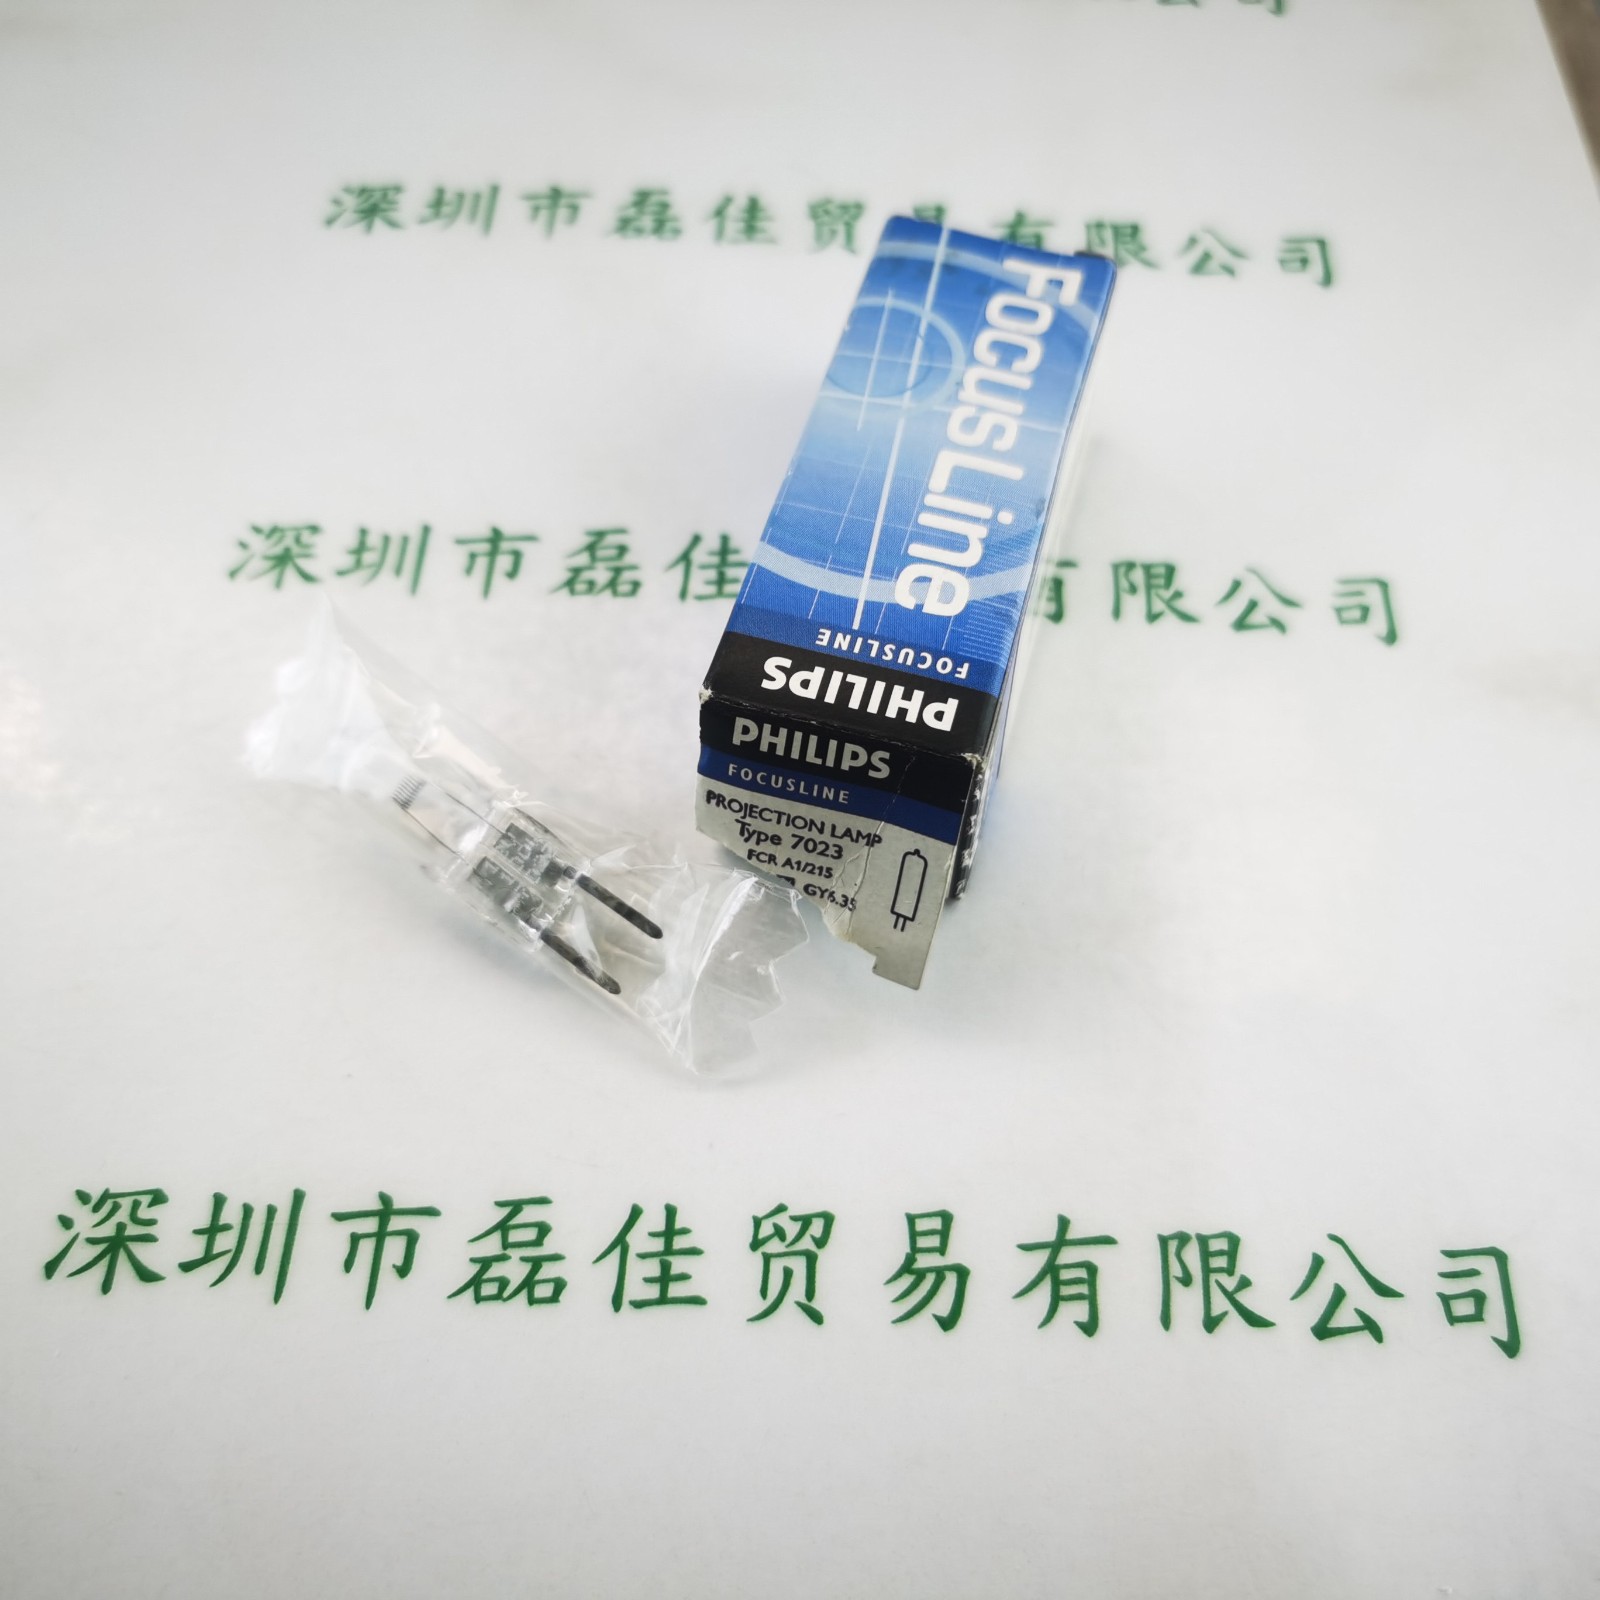 深圳市磊佳贸易有限公司
深圳市磊佳有限公司
FocusLine
FOCUSLINE
PHILIPS
PHILIPS
FOCUSLINE
PROJECTION LAMP
Type 7023
FCR A1/215
GY6.35
深圳市磊佳贸易有限公司